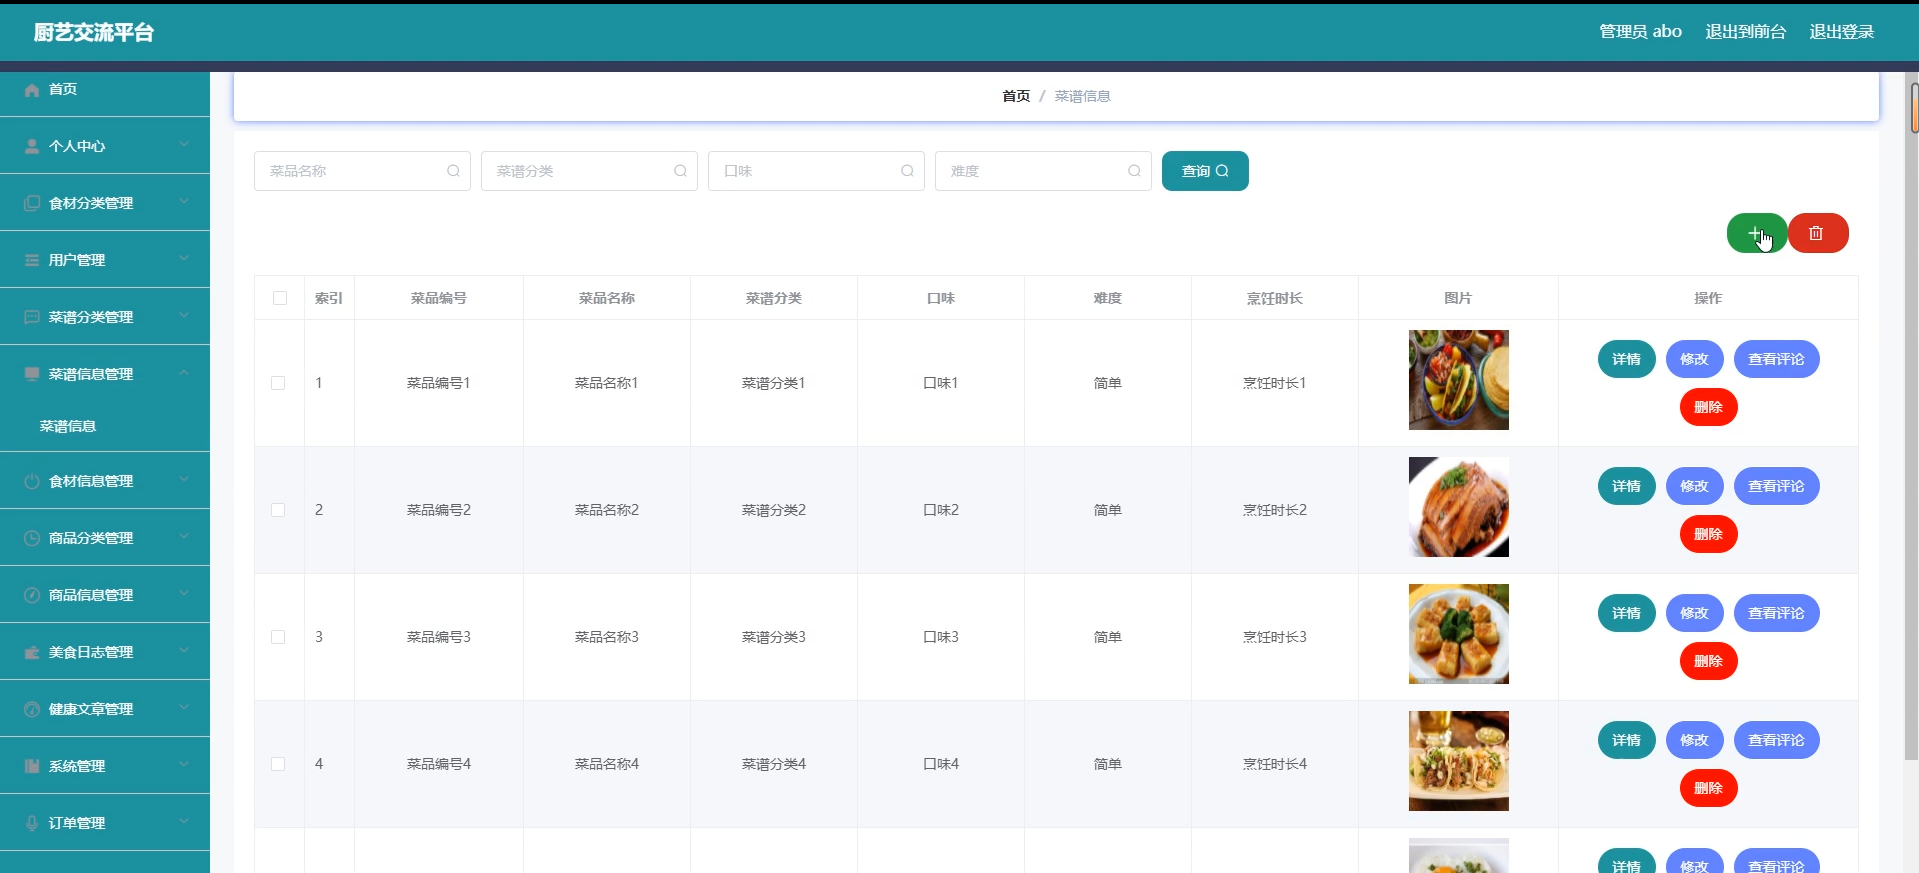 厨艺交流平台
管理员 abo 退出到前台 退出登录
首页
个人中心
食材分类管理
用户管理
菜谱分类管理
菜谱信息管理
菜谱信息
食材信息管理
商品分类管理
商品信息管理
美食日志管理
健康文章管理
系统管理
订单管理
首页 / 菜谱信息
菜品名称 菜谱分类 口味 难度 查询
索引 菜品编号 菜品名称 菜谱分类 口味 难度 烹饪时长 图片 操作
1 菜品编号1 菜品名称1 菜谱分类1 口味1 简单 烹饪时长1 详情 修改 查看评论
删除
2 菜品编号2 菜品名称2 菜谱分类2 口味2 简单 烹饪时长2 详情 修改 查看评论
删除
3 菜品编号3 菜品名称3 菜谱分类3 口味3 简单 烹饪时长3 详情 修改 查看评论
删除
4 菜品编号4 菜品名称4 菜谱分类4 口味4 简单 烹饪时长4 详情 修改 查看评论
删除
详情 修改 查看评论